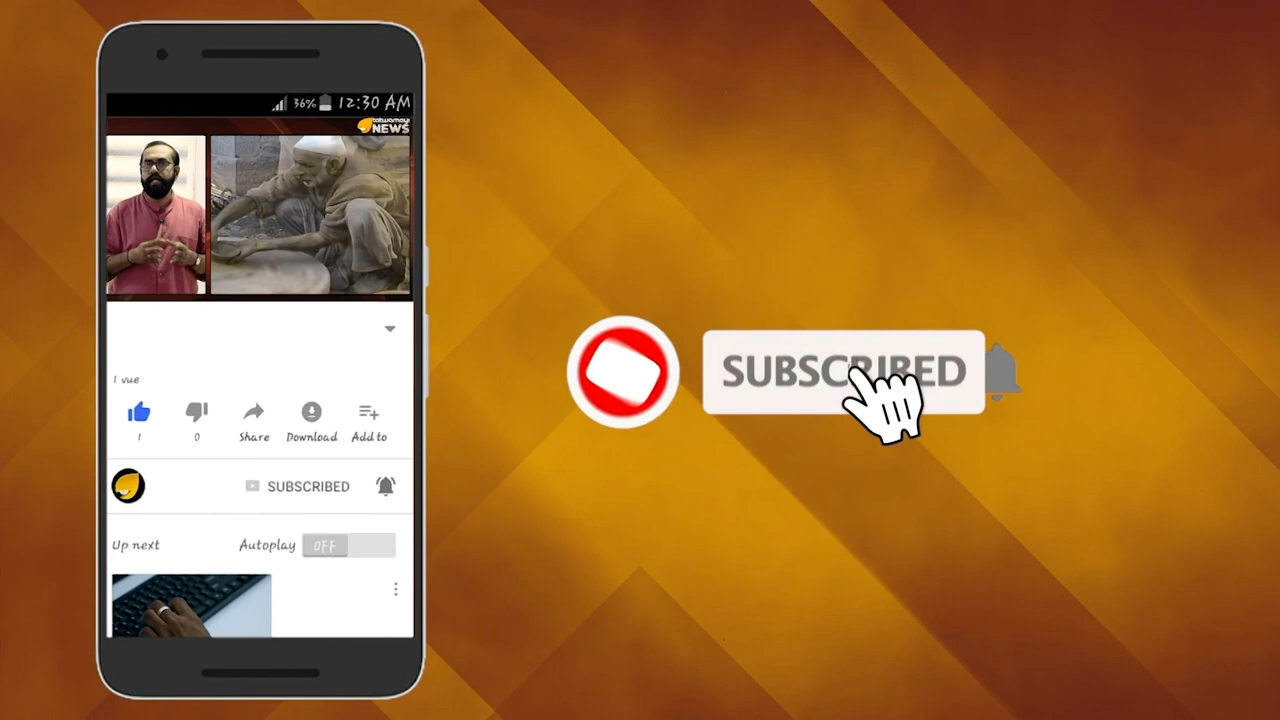 36% 12:30 AM
tatwamayi
NEWS
1 vue
1 0 Share Download Add to
SUBSCRIBED
Up next Autoplay OFF
SUBSCRIBED